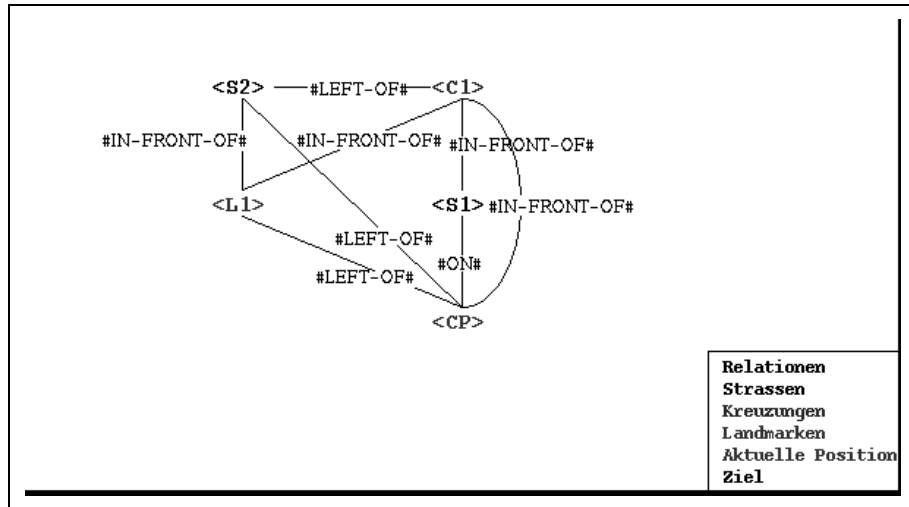 <S2> #LEFT-OF# <C1>
#IN-FRONT-OF# #IN-FRONT-OF# #IN-FRONT-OF#
<L1> <S1> #IN-FRONT-OF#
#LEFT-OF#
#ON#
#LEFT-OF#
<CP>
Relationen
Strassen
Kreuzungen
Landmarken
Aktuelle Position
Ziel